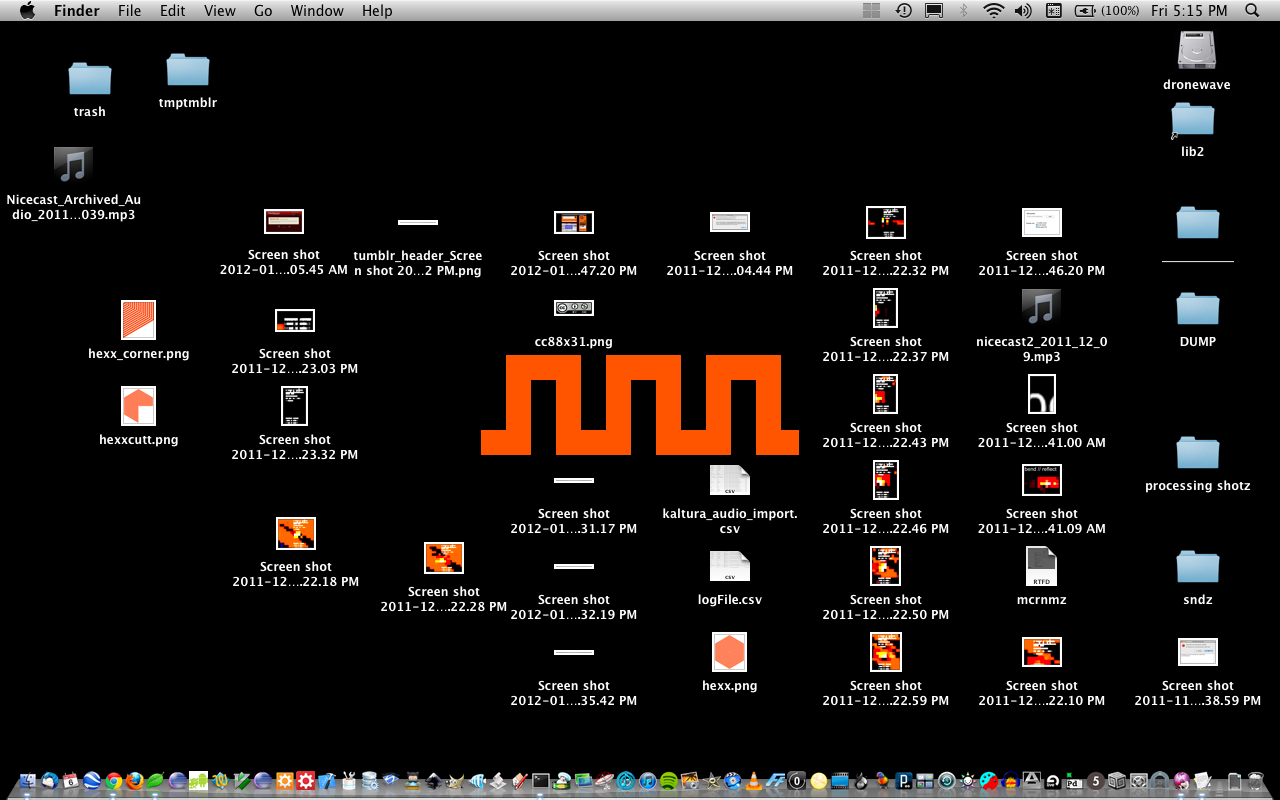 Finder File Edit View Go Window Help (100%) Fri 5:15 PM
trash
tmptmblr
dronewave
lib2
Nicecast_Archived_Au
dio_2011...039.mp3
Screen shot
2012-01....05.45 AM
tumblr_header_Scree
n shot 20...2 PM.png
Screen shot
2012-01....47.20 PM
Screen shot
2011-12....04.44 PM
Screen shot
2011-12....22.32 PM
Screen shot
2011-12....46.20 PM
hexx_corner.png
Screen shot
2011-12....23.03 PM
cc88x31.png
Screen shot
2011-12....22.37 PM
nicecast2_2011_12_0
9.mp3
DUMP
hexxcutt.png
Screen shot
2011-12....23.32 PM
Screen shot
2011-12....22.43 PM
Screen shot
2011-12....41.00 AM
Screen shot
2012-01....31.17 PM
CSV
kaltura_audio_import.
csv
Screen shot
2011-12....22.46 PM
bend // reflect
Screen shot
2011-12....41.09 AM
processing shotz
Screen shot
2011-12....22.18 PM
Screen shot
2011-12....22.28 PM
Screen shot
2012-01....32.19 PM
CSV
logFile.csv
Screen shot
2011-12....22.50 PM
RTFD
mcrnmz
sndz
Screen shot
2012-01....35.42 PM
hexx.png
Screen shot
2011-12....22.59 PM
Screen shot
2011-12....22.10 PM
Screen shot
2011-11....38.59 PM